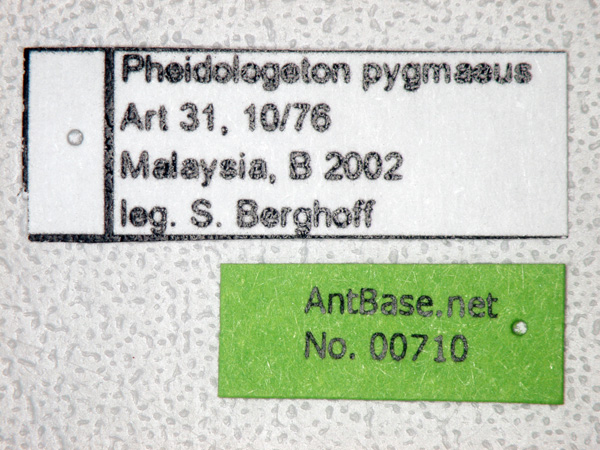 Pheidologeton pygmaeus
Art 31, 10/76
Malaysia, B 2002
leg. S. Berghoff
AntBase.net
No. 00710